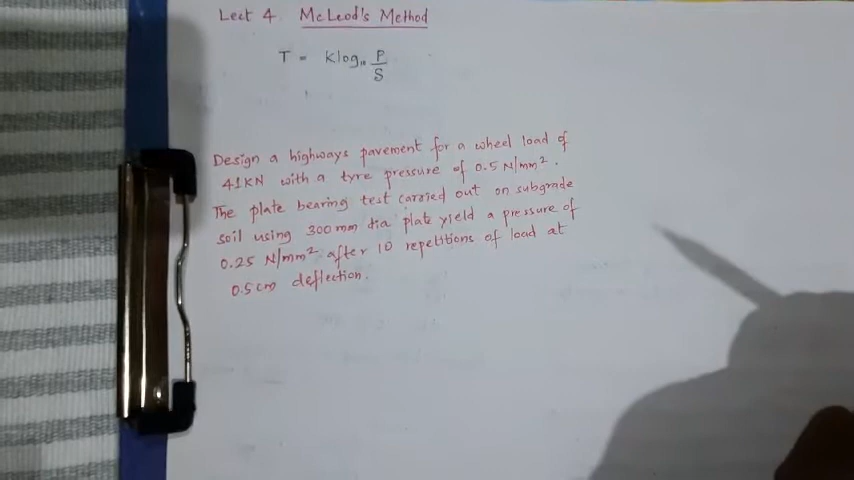 Lect 4 McLeod's Method
T = K log₁₀ P/S
Design a highways pavement for a wheel load of
41KN with a tyre pressure of 0.5 N/mm².
The plate bearing test carried out on subgrade
soil using 300mm dia plate yield a pressure of
0.25 N/mm² after 10 repetitions of load at
0.5cm deflection.